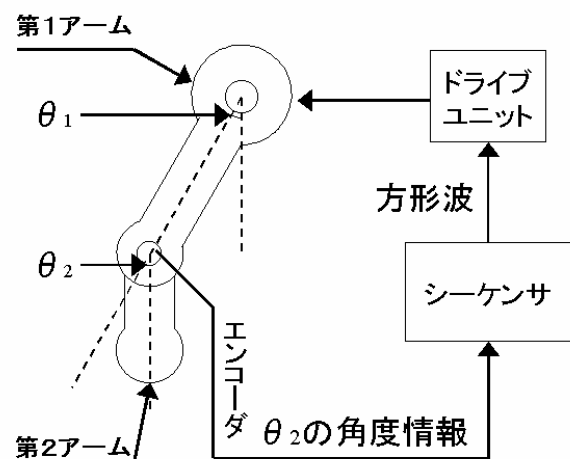 第1アーム
θ1
ドライブ
ユニット
方形波
θ2
シーケンサ
エンコーダ
θ2の角度情報
第2アーム